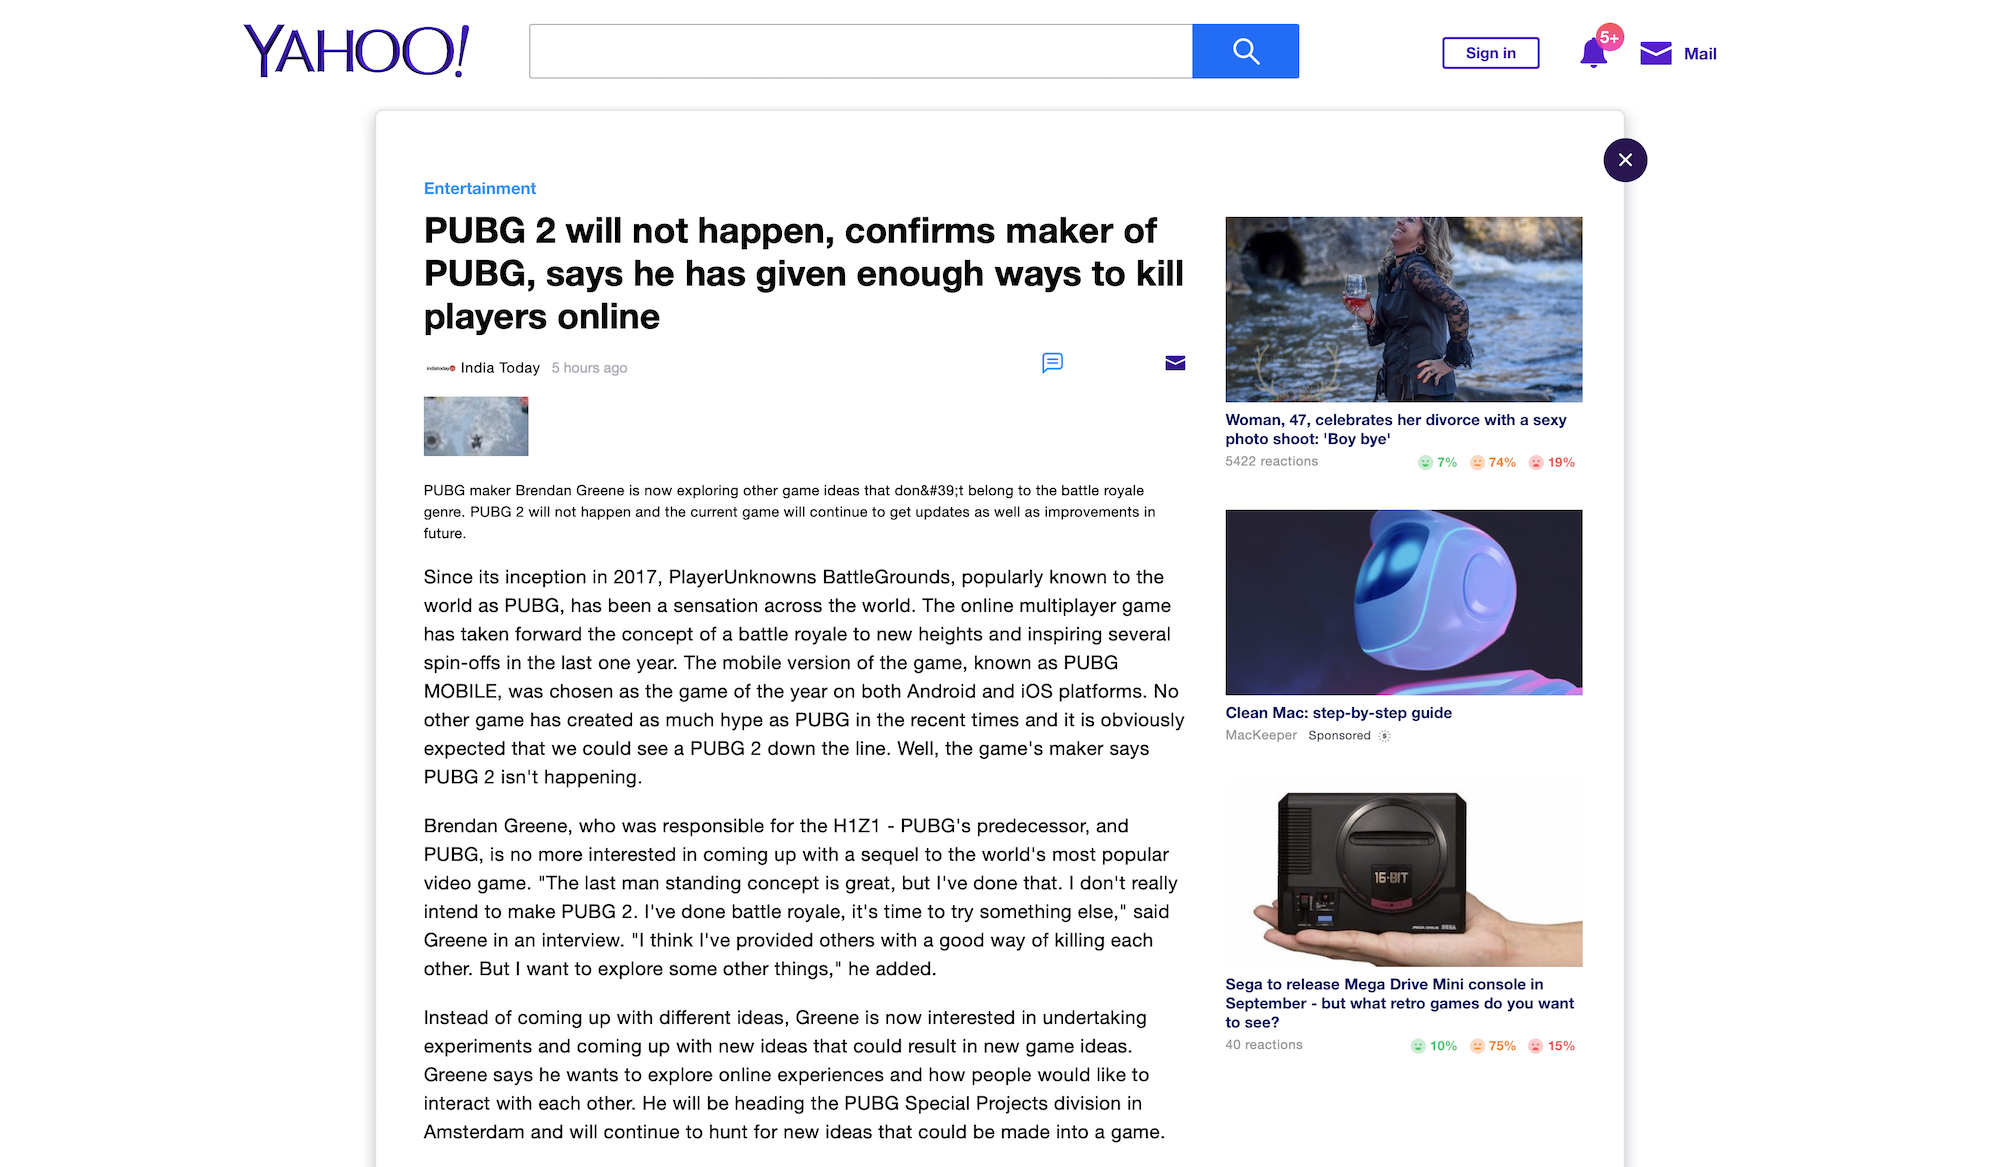 YAHOO!
Sign in
5+
Mail
Entertainment
PUBG 2 will not happen, confirms maker of
PUBG, says he has given enough ways to kill
players online
indiatoday India Today 5 hours ago
PUBG maker Brendan Greene is now exploring other game ideas that don&#39;t belong to the battle royale
genre. PUBG 2 will not happen and the current game will continue to get updates as well as improvements in
future.
Since its inception in 2017, PlayerUnknowns BattleGrounds, popularly known to the
world as PUBG, has been a sensation across the world. The online multiplayer game
has taken forward the concept of a battle royale to new heights and inspiring several
spin-offs in the last one year. The mobile version of the game, known as PUBG
MOBILE, was chosen as the game of the year on both Android and iOS platforms. No
other game has created as much hype as PUBG in the recent times and it is obviously
expected that we could see a PUBG 2 down the line. Well, the game's maker says
PUBG 2 isn't happening.
Brendan Greene, who was responsible for the H1Z1 - PUBG's predecessor, and
PUBG, is no more interested in coming up with a sequel to the world's most popular
video game. "The last man standing concept is great, but I've done that. I don't really
intend to make PUBG 2. I've done battle royale, it's time to try something else," said
Greene in an interview. "I think I've provided others with a good way of killing each
other. But I want to explore some other things," he added.
Instead of coming up with different ideas, Greene is now interested in undertaking
experiments and coming up with new ideas that could result in new game ideas.
Greene says he wants to explore online experiences and how people would like to
interact with each other. He will be heading the PUBG Special Projects division in
Amsterdam and will continue to hunt for new ideas that could be made into a game.
Woman, 47, celebrates her divorce with a sexy
photo shoot: 'Boy bye'
5422 reactions 7% 74% 19%
Clean Mac: step-by-step guide
MacKeeper Sponsored
16-BIT
MEGA DRIVE SEGA
Sega to release Mega Drive Mini console in
September - but what retro games do you want
to see?
40 reactions 10% 75% 15%